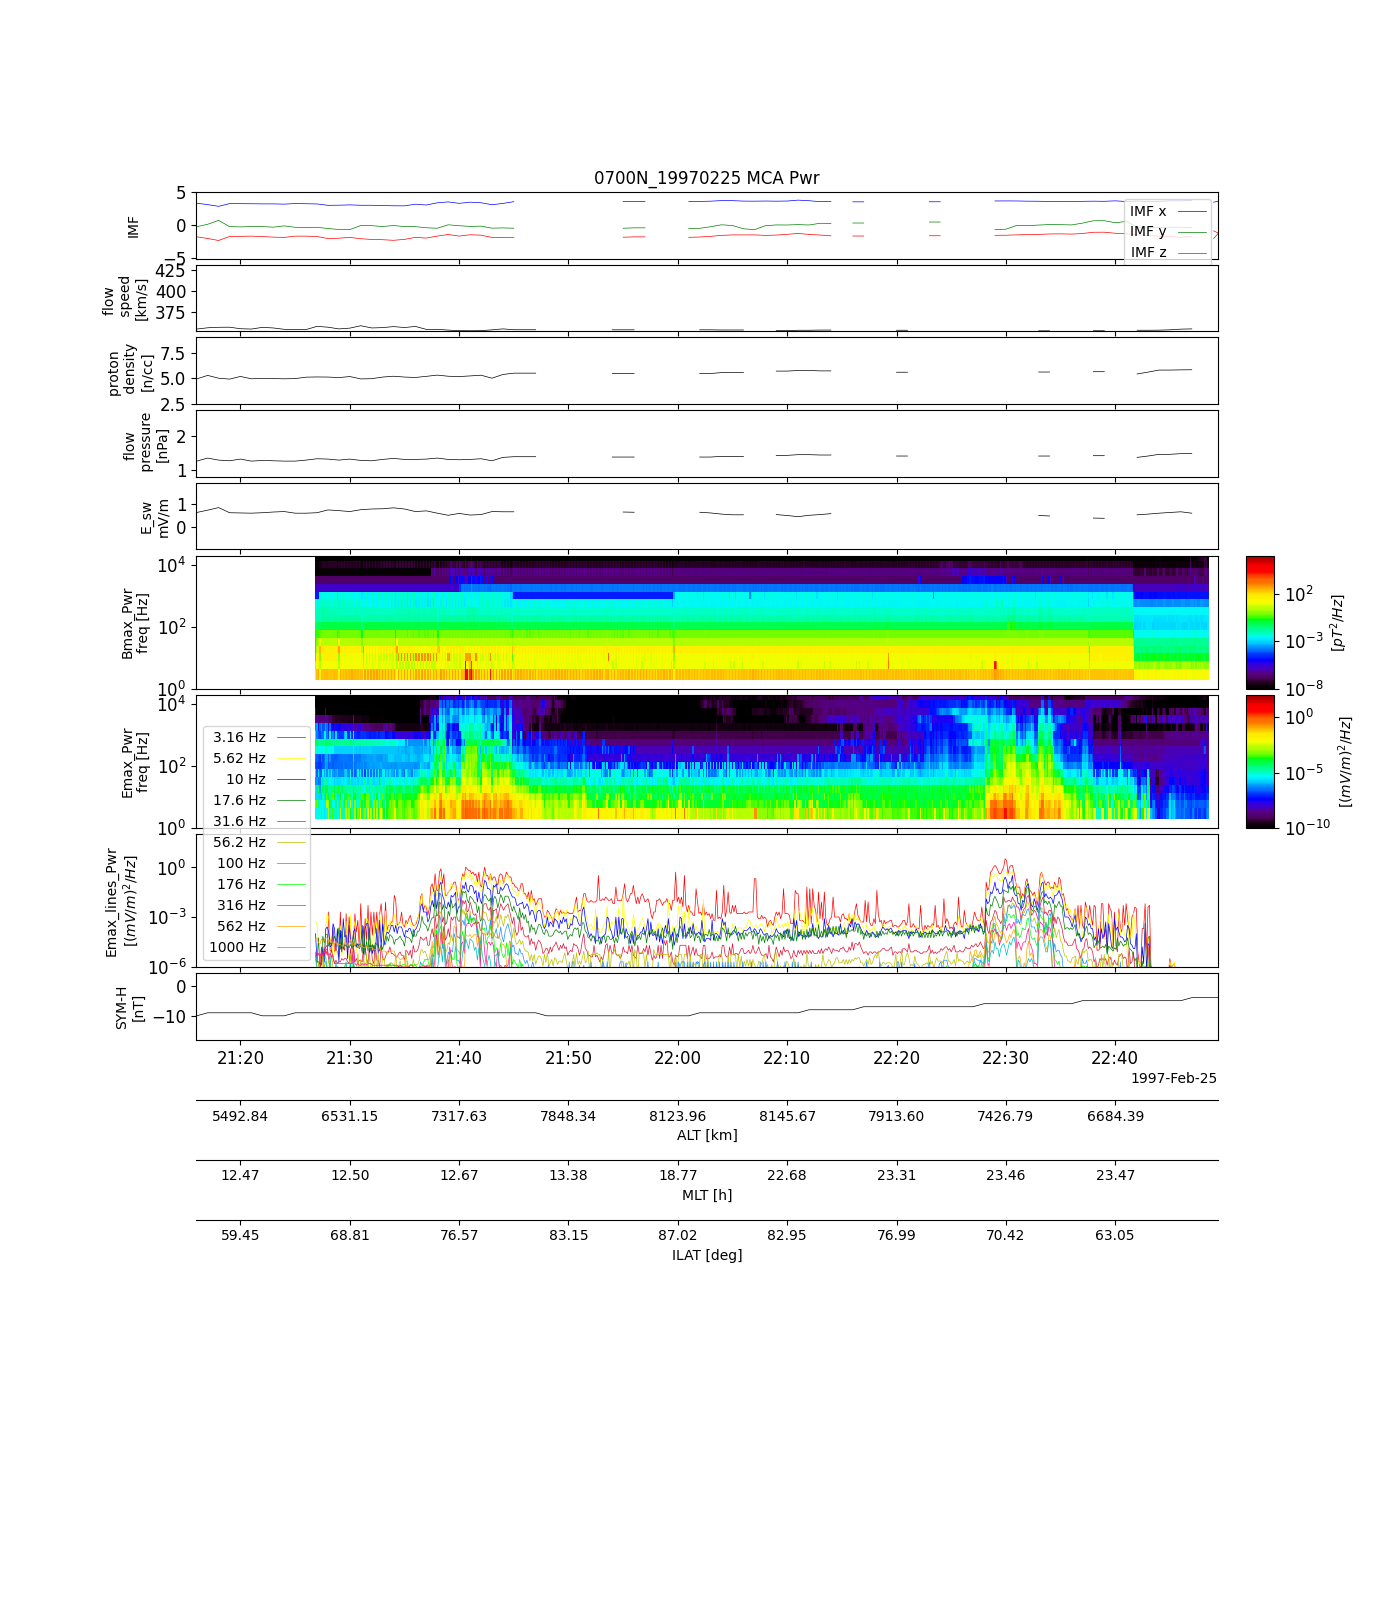 0700N_19970225 MCA Pwr
5
0
−5
IMF
IMF x
IMF y
IMF z
425
400
375
flow
speed
[km/s]
7.5
5.0
2.5
proton
density
[n/cc]
2
1
flow
pressure
[nPa]
1
0
E_sw
mV/m
10^4
10^2
10^0
Bmax_Pwr
freq [Hz]
10^2
10^−3
10^−8
[pT^2/Hz]
10^4
10^2
10^0
Emax_Pwr
freq [Hz]
10^0
10^−5
10^−10
[(mV/m)^2/Hz]
3.16 Hz
5.62 Hz
10 Hz
17.6 Hz
31.6 Hz
56.2 Hz
100 Hz
176 Hz
316 Hz
562 Hz
1000 Hz
10^0
10^−3
10^−6
Emax_lines_Pwr
[(mV/m)^2/Hz]
0
−10
SYM-H
[nT]
21:20 21:30 21:40 21:50 22:00 22:10 22:20 22:30 22:40
1997-Feb-25
5492.84 6531.15 7317.63 7848.34 8123.96 8145.67 7913.60 7426.79 6684.39
ALT [km]
12.47 12.50 12.67 13.38 18.77 22.68 23.31 23.46 23.47
MLT [h]
59.45 68.81 76.57 83.15 87.02 82.95 76.99 70.42 63.05
ILAT [deg]